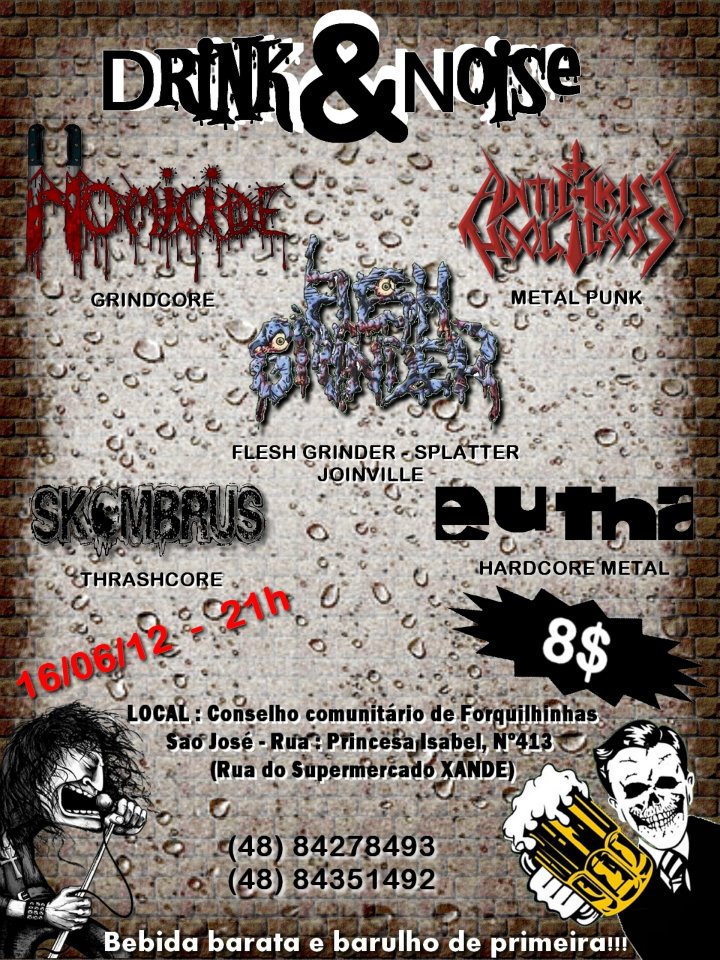 DRINK & NOISE
HOMICIDE
GRINDCORE
ANTICHRIST
HOOLIGANS
METAL PUNK
FLESH
GRINDER
FLESH GRINDER - SPLATTER
JOINVILLE
SKOMBRUS
THRASHCORE
eutha
HARDCORE METAL
16/06/12 - 21h
8$
LOCAL : Conselho comunitário de Forquilhinhas
Sao José - Rua : Princesa Isabel, Nº413
(Rua do Supermercado XANDE)
(48) 84278493
(48) 84351492
Bebida barata e barulho de primeira!!!